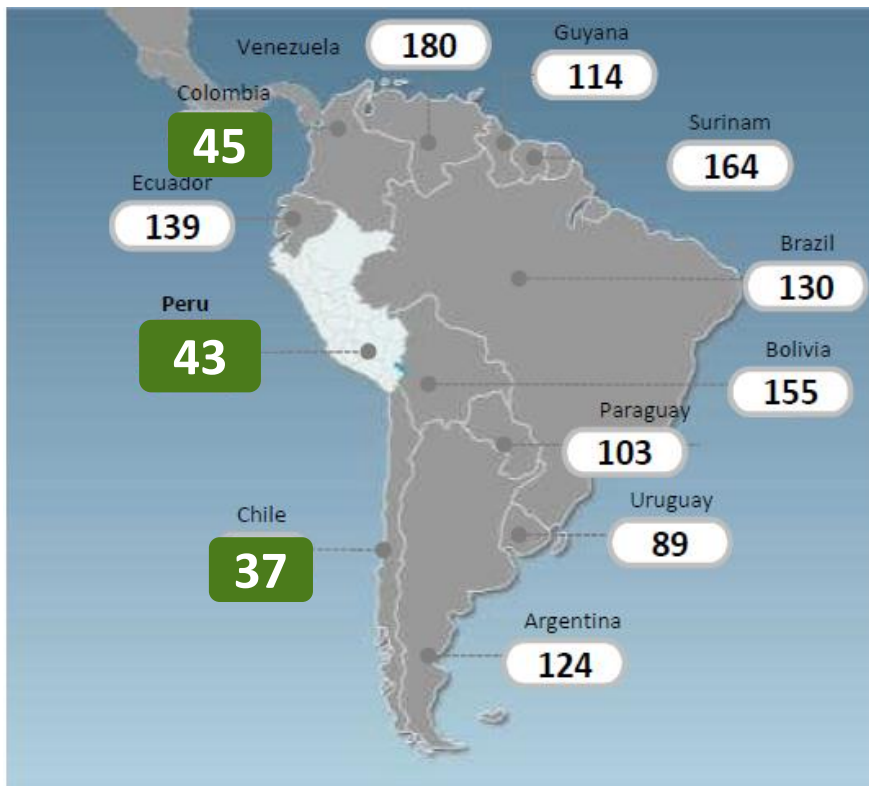 Venezuela
180
Guyana
114
Colombia
45
Surinam
164
Ecuador
139
Brazil
130
Peru
43
Bolivia
155
Paraguay
103
Chile
37
Uruguay
89
Argentina
124